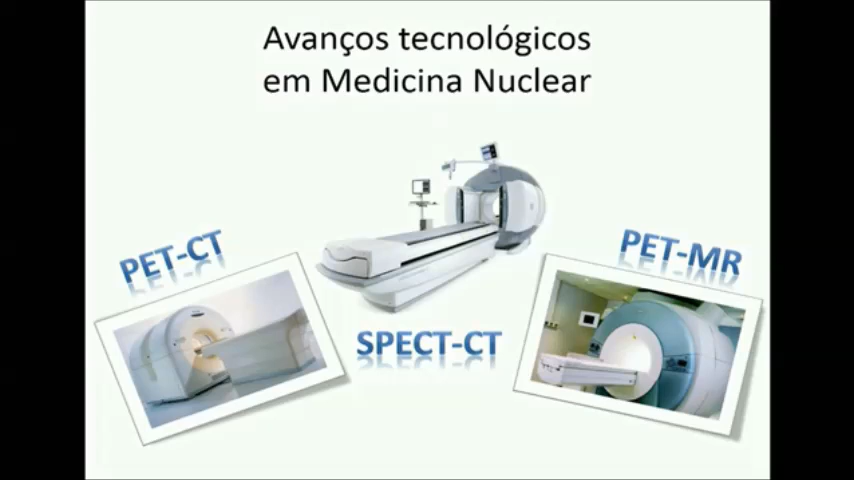 Avanços tecnológicos
em Medicina Nuclear
PET-CT
SPECT-CT
PET-MR